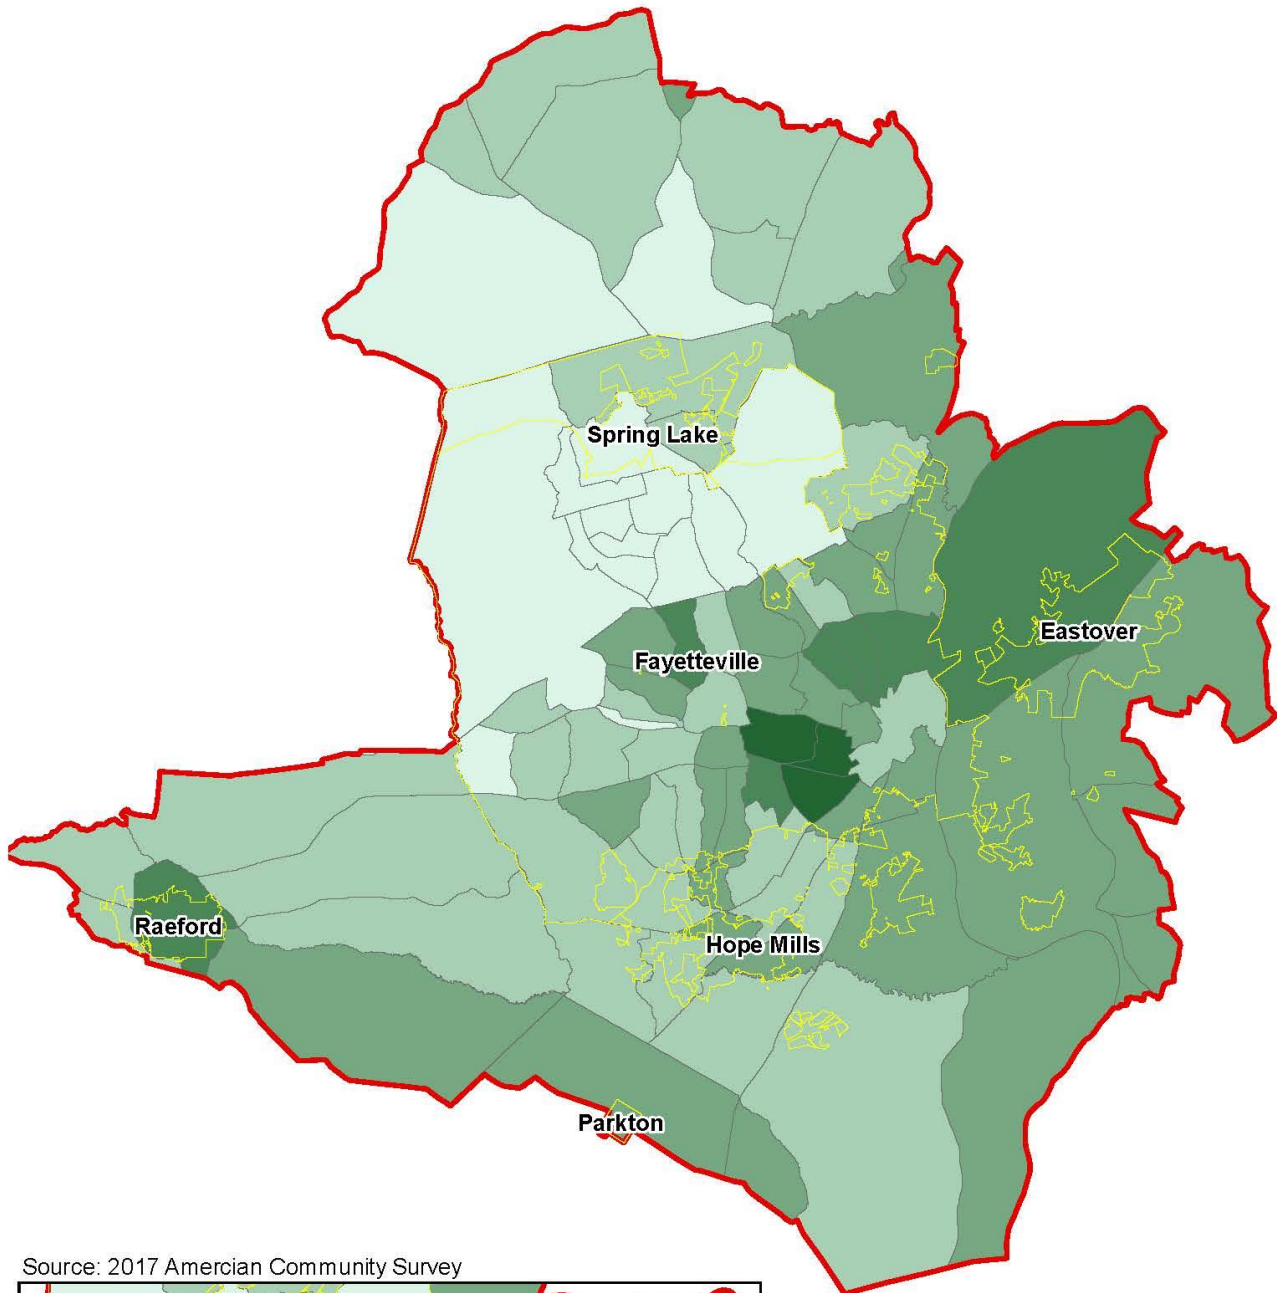 Spring Lake
Eastover
Fayetteville
Raeford
Hope Mills
Parkton
Source: 2017 Amercian Community Survey